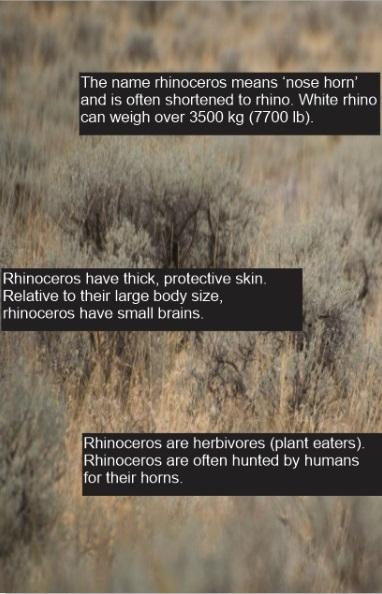 The name rhinoceros means ‘nose horn’
and is often shortened to rhino. White rhino
can weigh over 3500 kg (7700 lb).
Rhinoceros have thick, protective skin.
Relative to their large body size,
rhinoceros have small brains.
Rhinoceros are herbivores (plant eaters).
Rhinoceros are often hunted by humans
for their horns.